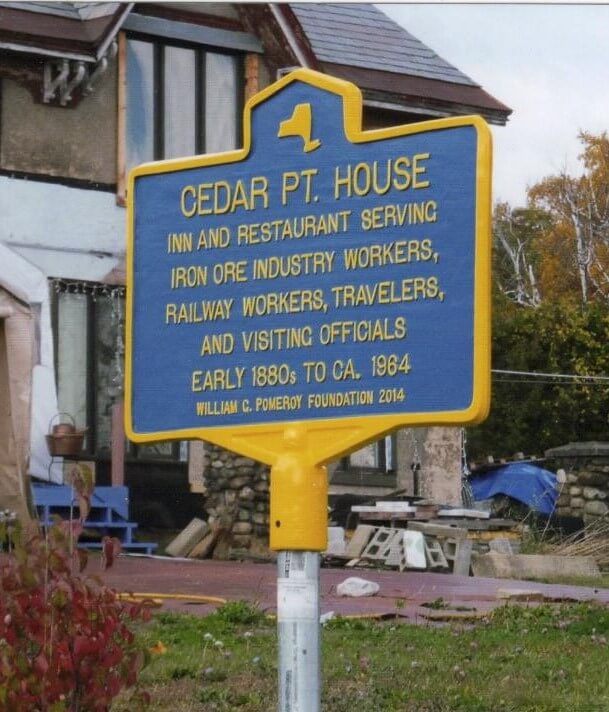 CEDAR PT. HOUSE
INN AND RESTAURANT SERVING
IRON ORE INDUSTRY WORKERS,
RAILWAY WORKERS, TRAVELERS,
AND VISITING OFFICIALS
EARLY 1880s TO CA. 1964
WILLIAM G. POMEROY FOUNDATION 2014